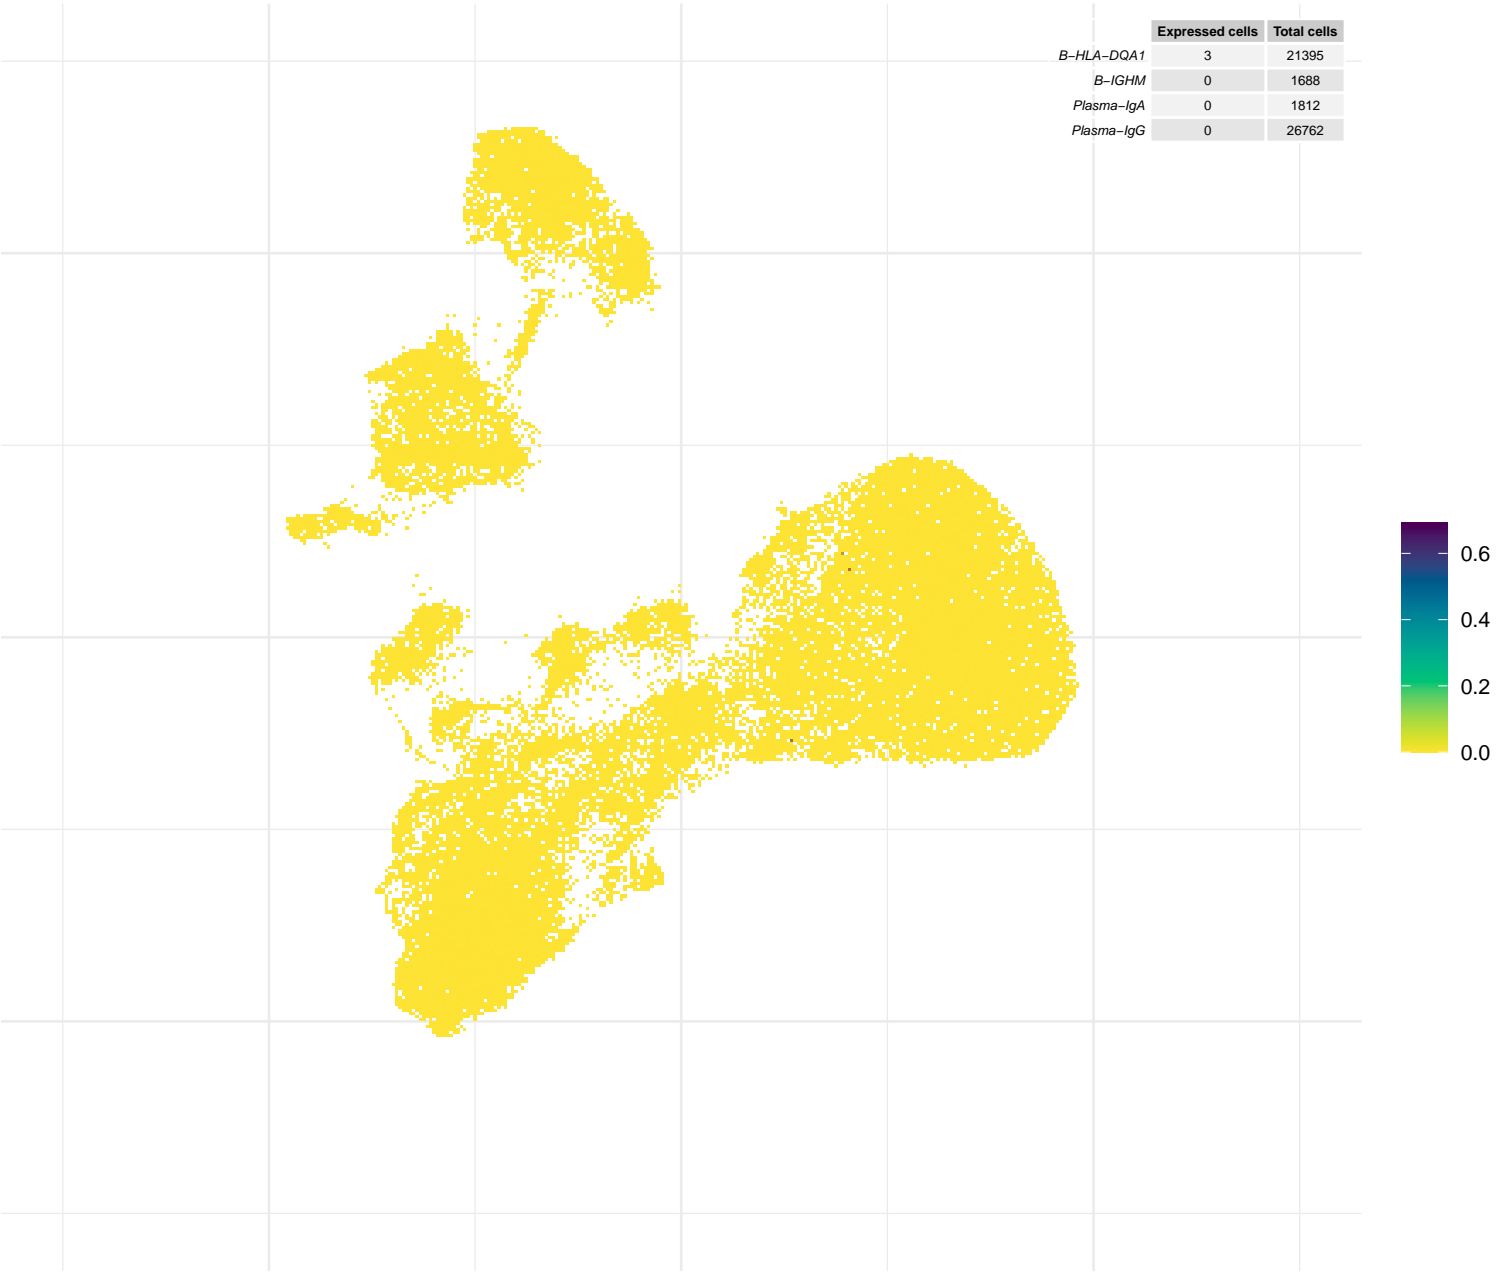 Expressed cells Total cells
B−HLA−DQA1 3 21395
B−IGHM 0 1688
Plasma−IgA 0 1812
Plasma−IgG 0 26762
0.6
0.4
0.2
0.0